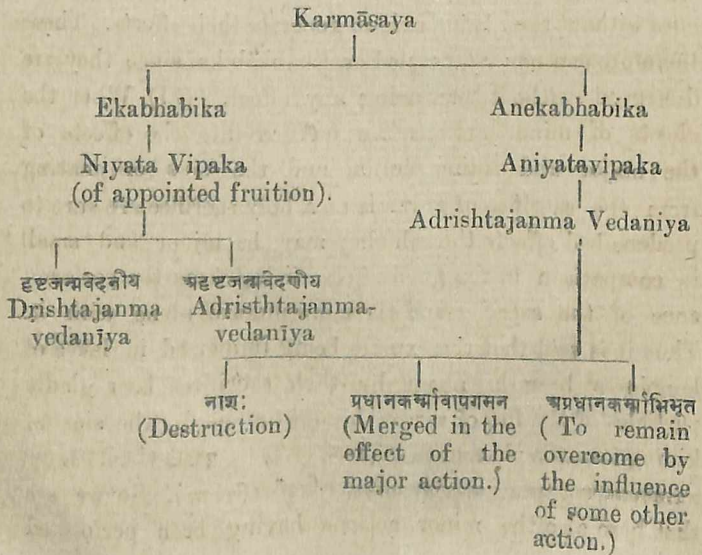 Karmāṣaya
Ekabhabika
Anekabhabika
Niyata Vipaka
(of appointed fruition).
Aniyatavipaka
Adrishtajanma Vedaniya
दृष्टजन्मवेदनीय
Drishtajanma
vedanīya
अदृष्टजन्मवेदणीय
Adristhtajanma-
vedanīya
नाशः
(Destruction)
प्रधानकर्म्मावापगमन
(Merged in the
effect of the
major action.)
अप्रधानकर्म्माभिभूत
( To remain
overcome by
the influence
of some other
action.)